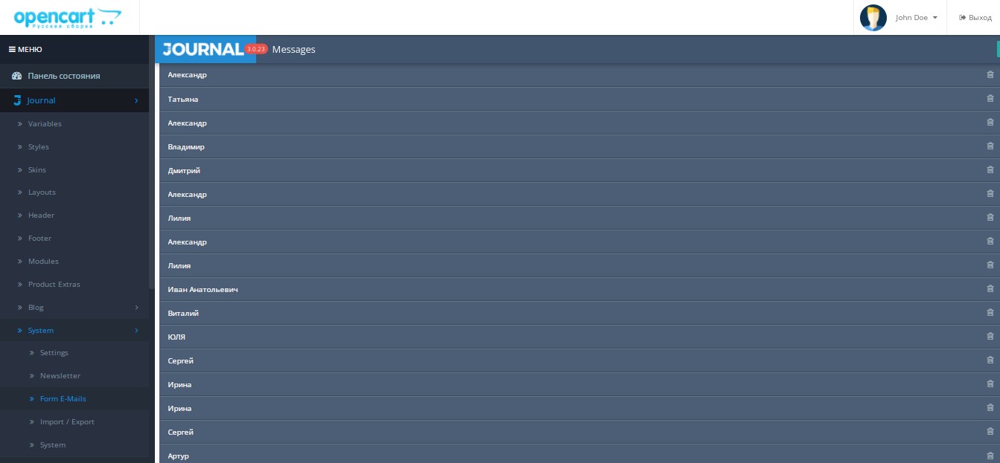 opencart
Русская сборка
John Doe
Выход
МЕНЮ
JOURNAL 3.0.23 Messages
Панель состояния
Journal
Variables
Styles
Skins
Layouts
Header
Footer
Modules
Product Extras
Blog
System
Settings
Newsletter
Form E-Mails
Import / Export
System
Александр
Татьяна
Александр
Владимир
Дмитрий
Александр
Лилия
Александр
Лилия
Иван Анатольевич
Виталий
ЮЛЯ
Сергей
Ирина
Ирина
Сергей
Артур